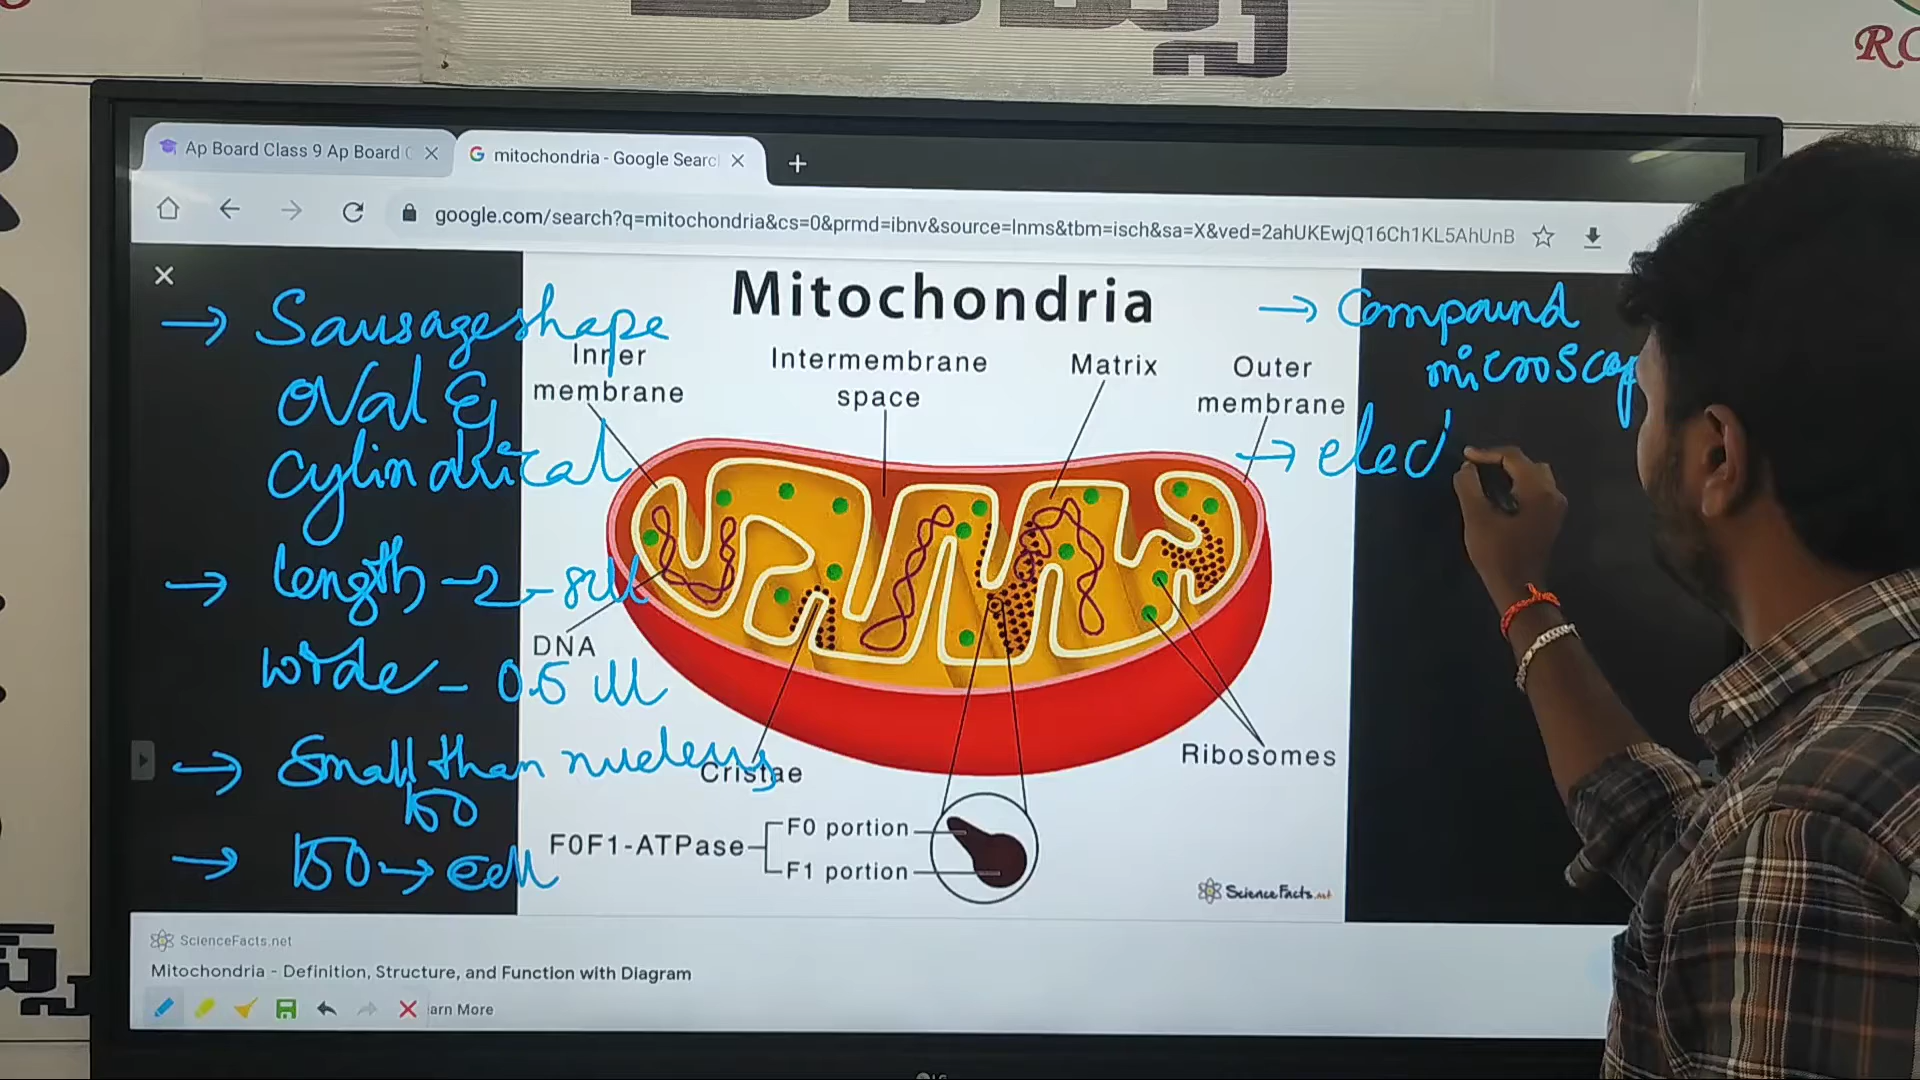 RC
Ap Board Class 9 Ap Board
mitochondria - Google Searc
google.com/search?q=mitochondria&cs=0&prmd=ibnv&source=lnms&tbm=isch&sa=X&ved=2ahUKEwjQ16Ch1KL5AhUnB
Mitochondria
→ Sausage shape
oval &
cylindrical
→ length - 2 -
wide - 0.5
→ Small than nucleus
150
→ 150 → cell
→ Compound
microscop
→ elec
Inner
membrane
Intermembrane
space
Matrix
Outer
membrane
DNA
Cristae
Ribosomes
F0F1-ATPase
F0 portion
F1 portion
ScienceFacts.net
ScienceFacts.net
Mitochondria - Definition, Structure, and Function with Diagram
arn More